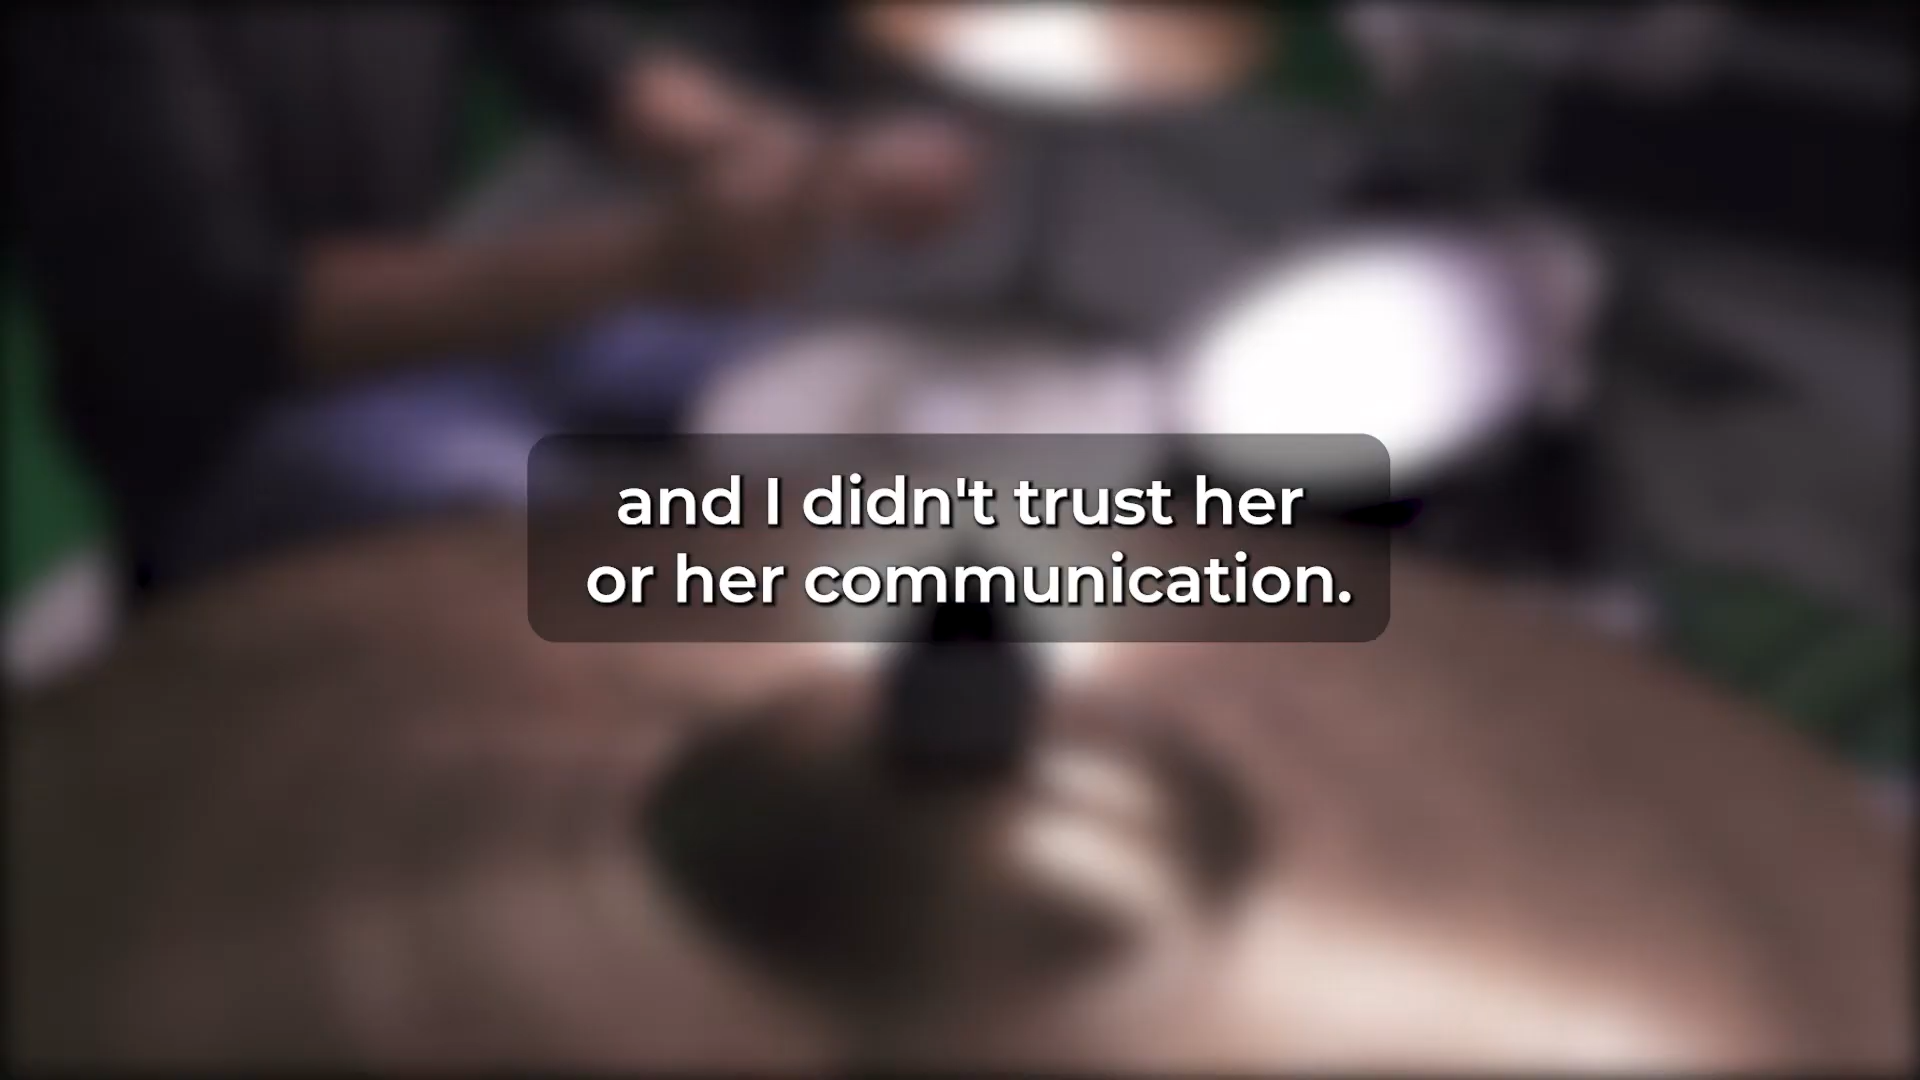 and I didn't trust her
or her communication.